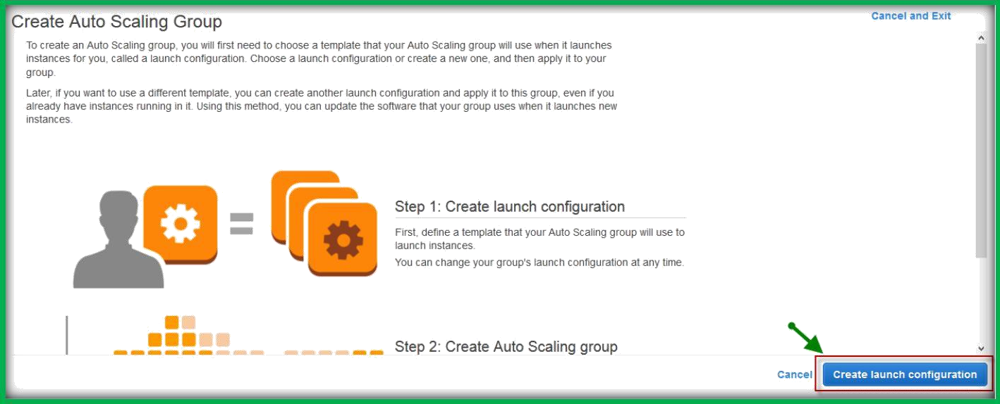 Create Auto Scaling Group
Cancel and Exit
To create an Auto Scaling group, you will first need to choose a template that your Auto Scaling group will use when it launches
instances for you, called a launch configuration. Choose a launch configuration or create a new one, and then apply it to your
group.
Later, if you want to use a different template, you can create another launch configuration and apply it to this group, even if you
already have instances running in it. Using this method, you can update the software that your group uses when it launches new
instances.
Step 1: Create launch configuration
First, define a template that your Auto Scaling group will use to
launch instances.
You can change your group's launch configuration at any time.
Step 2: Create Auto Scaling group
Cancel
Create launch configuration